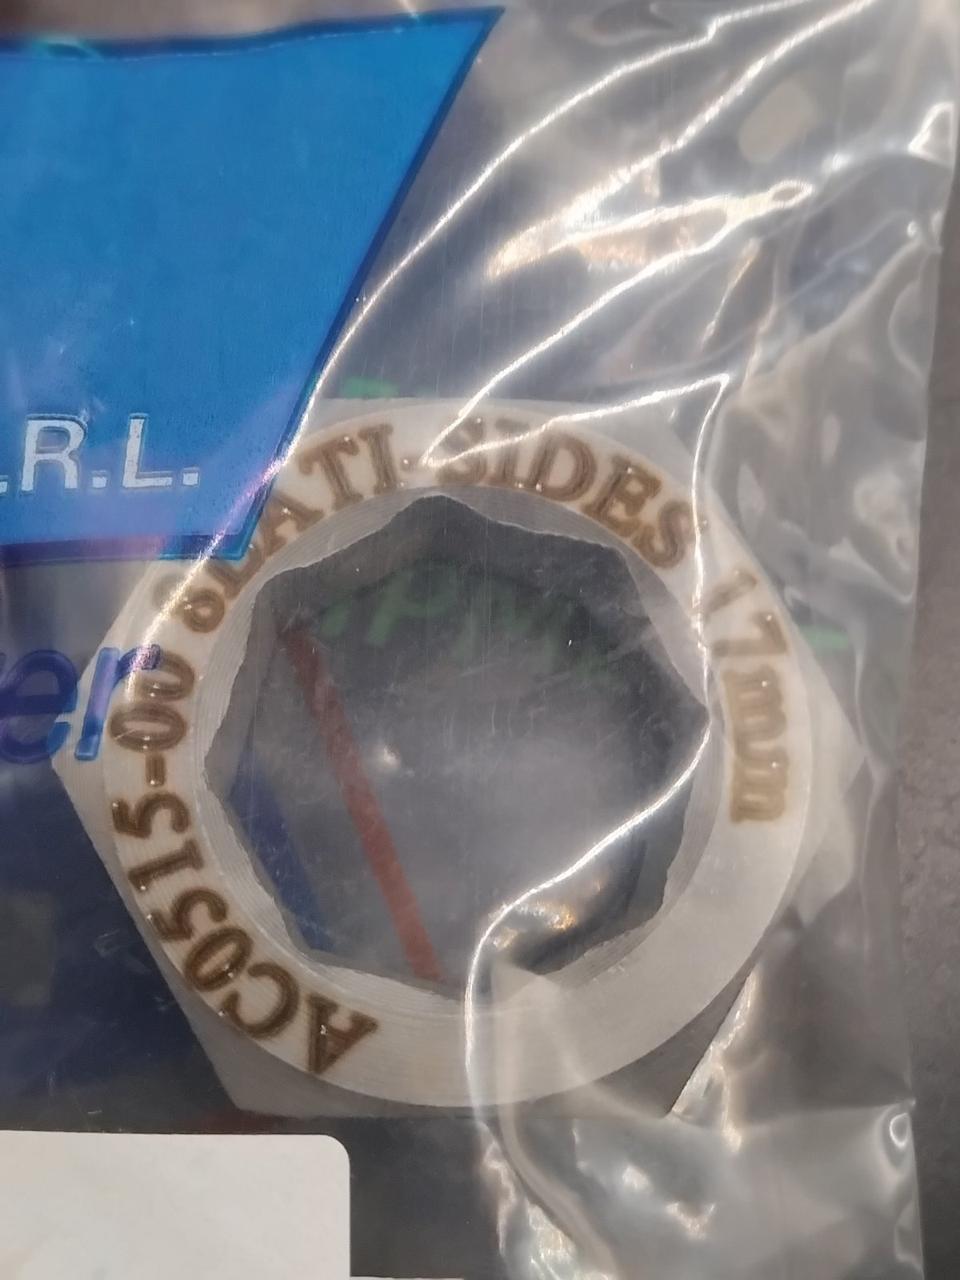 .R.L.
er
AC0515-00 8LATI-SIDES 17mm